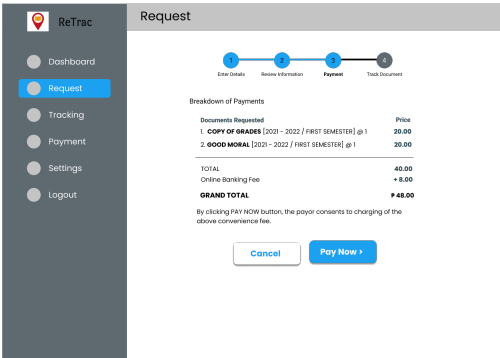 ReTrac
Request
Dashboard
Request
Tracking
Payment
Settings
Logout
1 2 3 4
Enter Details Review Information Payment Track Document
Breakdown of Payments
Documents Requested Price
1. COPY OF GRADES [2021 - 2022 / FIRST SEMESTER] @ 1 20.00
2. GOOD MORAL [2021 - 2022 / FIRST SEMESTER] @ 1 20.00
TOTAL 40.00
Online Banking Fee + 8.00
GRAND TOTAL ₱ 48.00
By clicking PAY NOW button, the payor consents to charging of the
above convenience fee.
Cancel Pay Now >